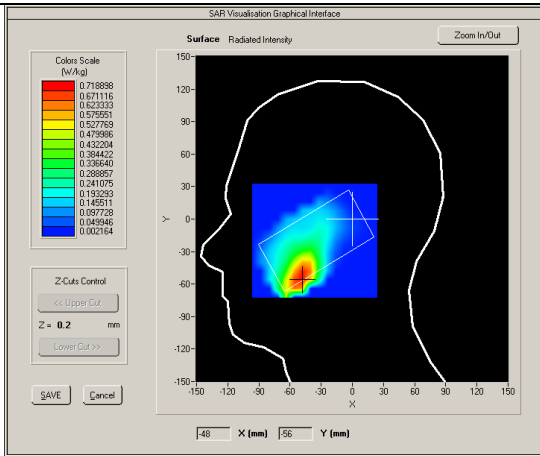 SAR Visualisation Graphical Interface
Surface Radiated Intensity
Zoom In/Out
Colors Scale
(W/kg)
0.718898
0.671116
0.623333
0.575551
0.527769
0.479986
0.432204
0.384422
0.336640
0.288857
0.241075
0.193293
0.145511
0.097728
0.049946
0.002164
Z-Cuts Control
<< Upper Cut
Z = 0.2 mm
Lower Cut >>
SAVE Cancel
150
120
90
60
30
0
-30
-60
-90
-120
-150
Y
-150 -120 -90 -60 -30 0 30 60 90 120 150
X
-48 X (mm) -56 Y (mm)